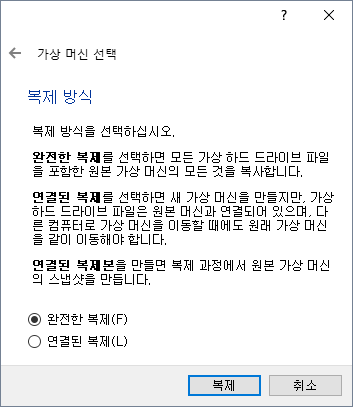 가상 머신 선택
복제 방식
복제 방식을 선택하십시오.
완전한 복제를 선택하면 모든 가상 하드 드라이브 파일
을 포함한 원본 가상 머신의 모든 것을 복사합니다.
연결된 복제를 선택하면 새 가상 머신을 만들지만, 가상
하드 드라이브 파일은 원본 머신과 연결되어 있으며, 다
른 컴퓨터로 가상 머신을 이동할 때에도 원래 가상 머신
을 같이 이동해야 합니다.
연결된 복제본을 만들면 복제 과정에서 원본 가상 머신
의 스냅샷을 만듭니다.
완전한 복제(F)
연결된 복제(L)
복제 취소